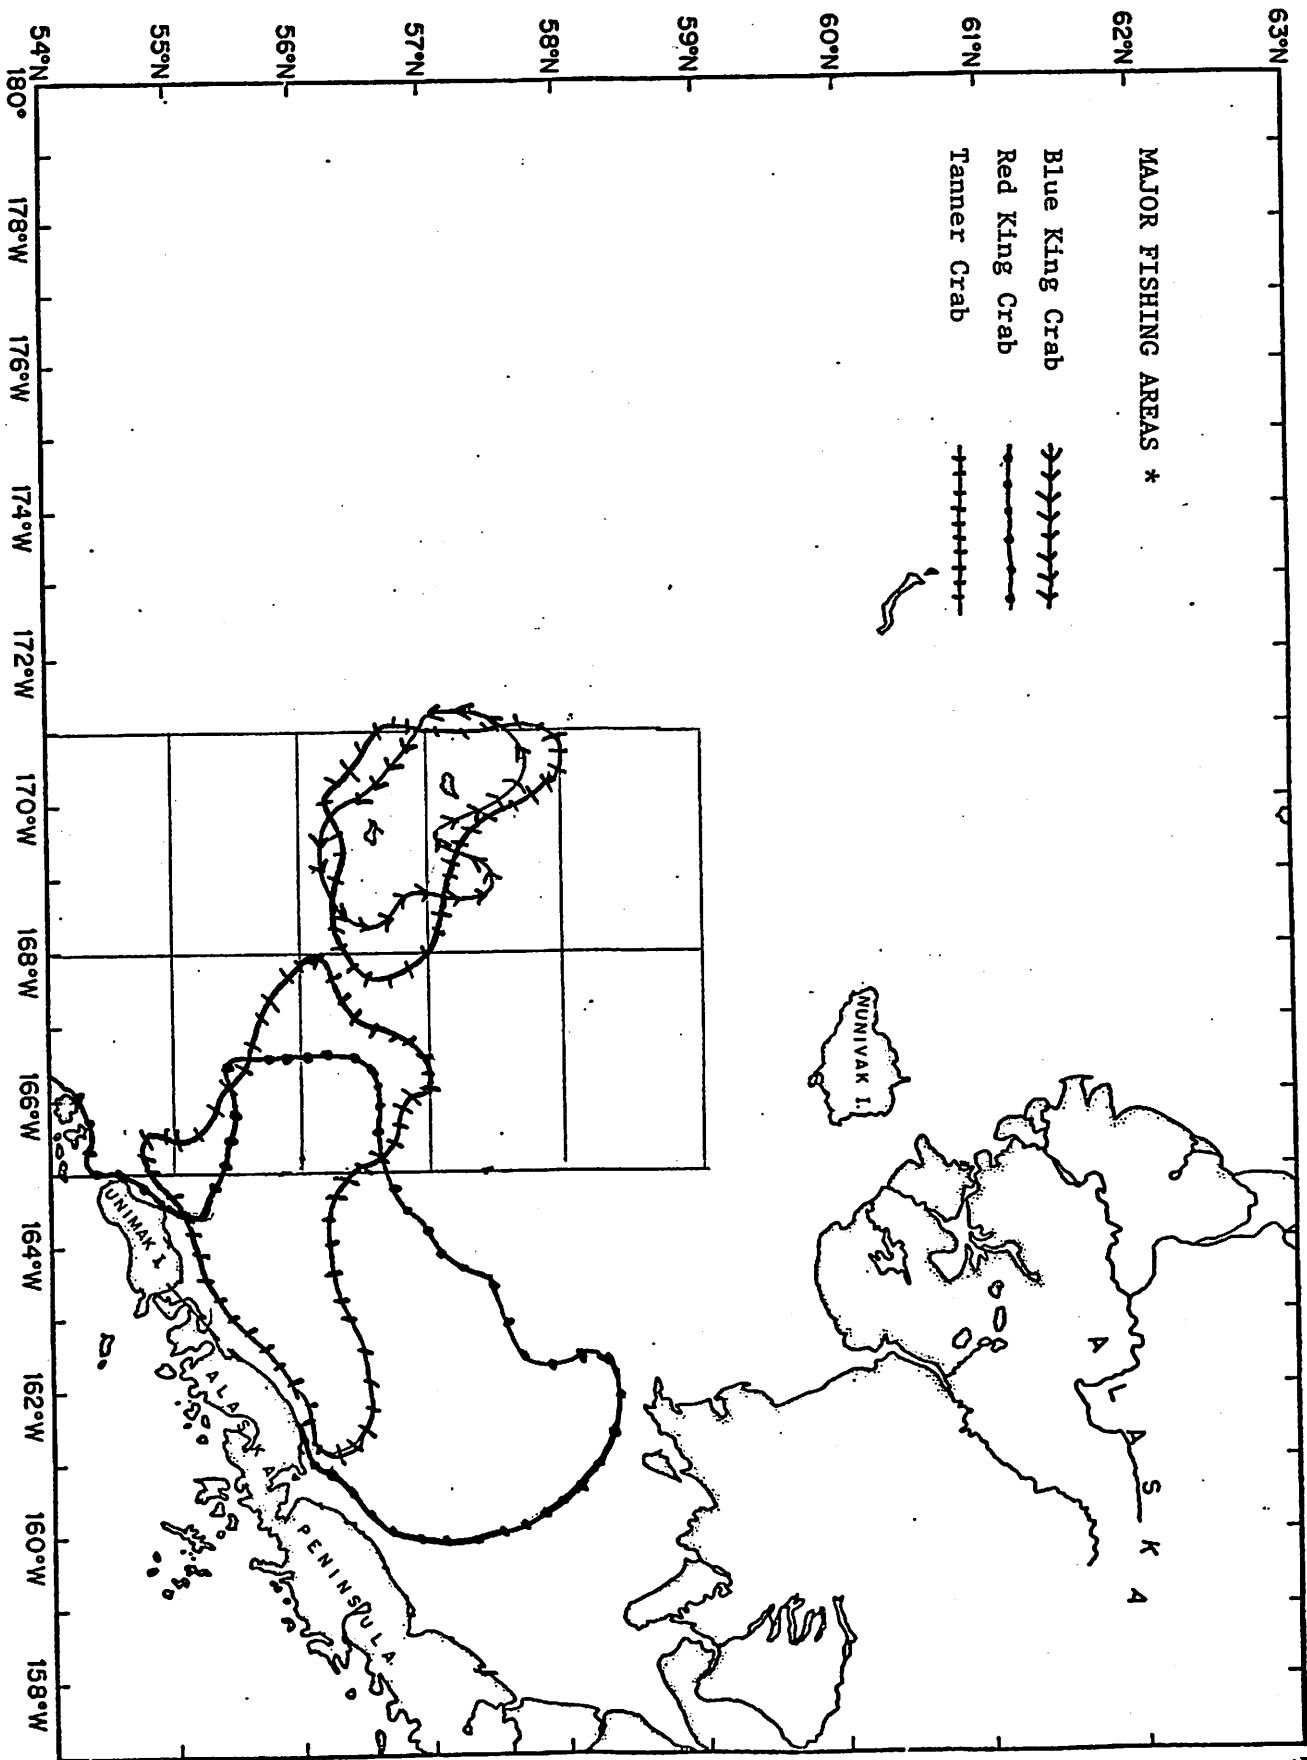 MAJOR FISHING AREAS *
Blue King Crab
Red King Crab
Tanner Crab
63°N
62°N
61°N
60°N
59°N
58°N
57°N
56°N
55°N
54°N
180°
178°W
176°W
174°W
172°W
170°W
168°W
166°W
164°W
162°W
160°W
158°W
NUNIVAK I.
ALASKA
UNIMAK I.
ALASKA PENINSULA